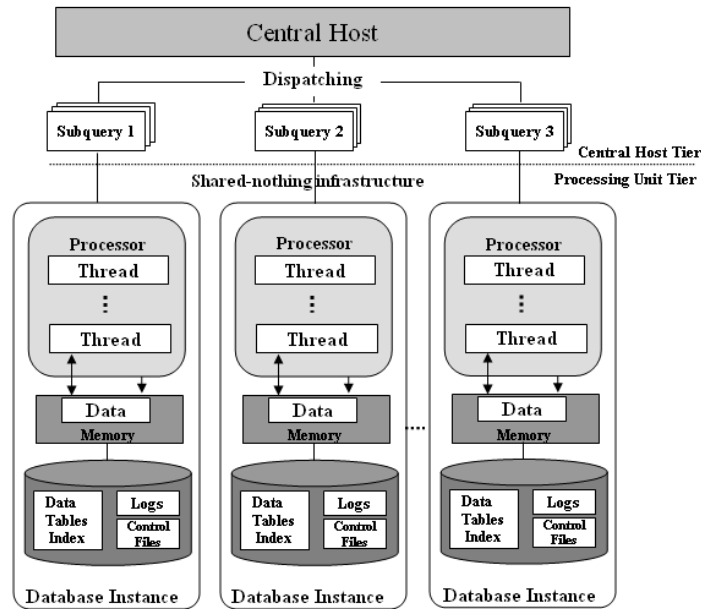 Central Host
Dispatching
Subquery 1
Subquery 2
Subquery 3
Central Host Tier
Shared-nothing infrastructure
Processing Unit Tier
Processor
Thread
Thread
Data
Memory
Data
Tables
Index
Logs
Control
Files
Database Instance
Processor
Thread
Thread
Data
Memory
Data
Tables
Index
Logs
Control
Files
Database Instance
Processor
Thread
Thread
Data
Memory
Data
Tables
Index
Logs
Control
Files
Database Instance